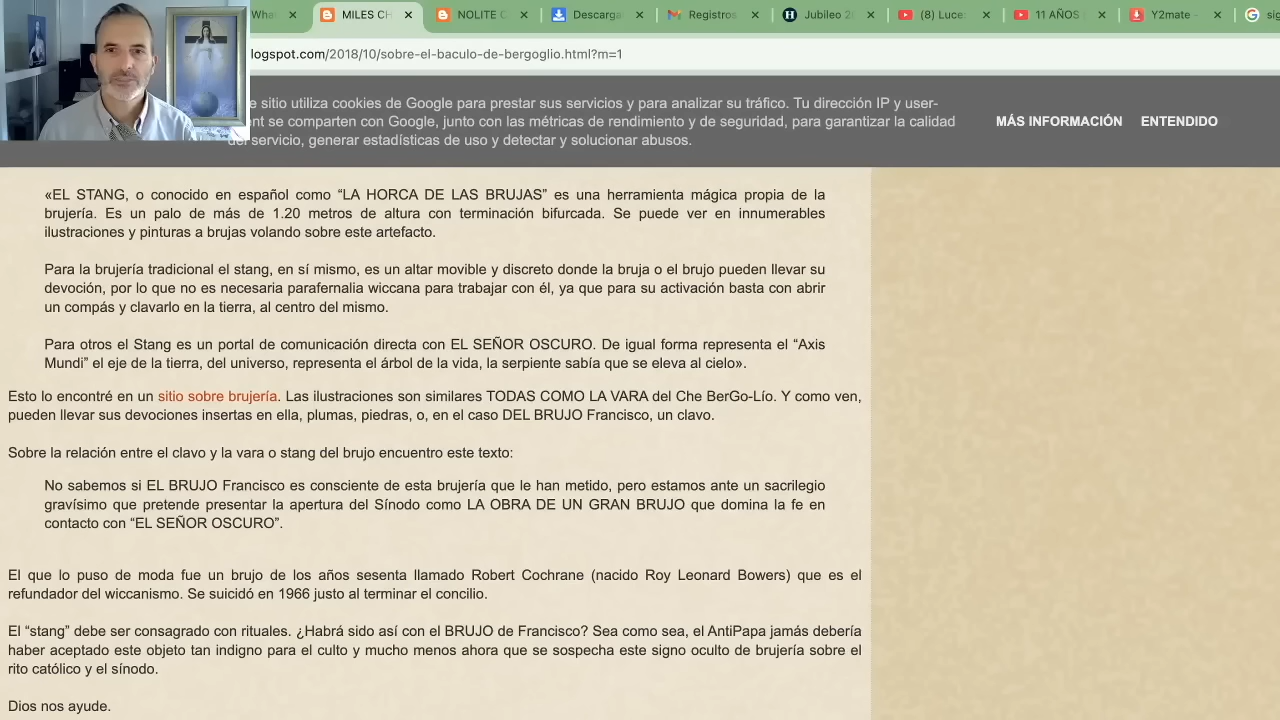 What
MILES CH
NOLITE C
Descarga
Registros
Jubileo 2
(8) Luce
11 AÑOS
Y2mate -
sig
logspot.com/2018/10/sobre-el-baculo-de-bergoglio.html?m=1
e sitio utiliza cookies de Google para prestar sus servicios y para analizar su tráfico. Tu dirección IP y user-
ent se comparten con Google, junto con las métricas de rendimiento y de seguridad, para garantizar la calidad
del servicio, generar estadísticas de uso y detectar y solucionar abusos.
MÁS INFORMACIÓN ENTENDIDO
«EL STANG, o conocido en español como “LA HORCA DE LAS BRUJAS” es una herramienta mágica propia de la
brujería. Es un palo de más de 1.20 metros de altura con terminación bifurcada. Se puede ver en innumerables
ilustraciones y pinturas a brujas volando sobre este artefacto.
Para la brujería tradicional el stang, en sí mismo, es un altar movible y discreto donde la bruja o el brujo pueden llevar su
devoción, por lo que no es necesaria parafernalia wiccana para trabajar con él, ya que para su activación basta con abrir
un compás y clavarlo en la tierra, al centro del mismo.
Para otros el Stang es un portal de comunicación directa con EL SEÑOR OSCURO. De igual forma representa el “Axis
Mundi” el eje de la tierra, del universo, representa el árbol de la vida, la serpiente sabía que se eleva al cielo».
Esto lo encontré en un sitio sobre brujería. Las ilustraciones son similares TODAS COMO LA VARA del Che BerGo-Lío. Y como ven,
pueden llevar sus devociones insertas en ella, plumas, piedras, o, en el caso DEL BRUJO Francisco, un clavo.
Sobre la relación entre el clavo y la vara o stang del brujo encuentro este texto:
No sabemos si EL BRUJO Francisco es consciente de esta brujería que le han metido, pero estamos ante un sacrilegio
gravísimo que pretende presentar la apertura del Sínodo como LA OBRA DE UN GRAN BRUJO que domina la fe en
contacto con “EL SEÑOR OSCURO”.
El que lo puso de moda fue un brujo de los años sesenta llamado Robert Cochrane (nacido Roy Leonard Bowers) que es el
refundador del wiccanismo. Se suicidó en 1966 justo al terminar el concilio.
El “stang” debe ser consagrado con rituales. ¿Habrá sido así con el BRUJO de Francisco? Sea como sea, el AntiPapa jamás debería
haber aceptado este objeto tan indigno para el culto y mucho menos ahora que se sospecha este signo oculto de brujería sobre el
rito católico y el sínodo.
Dios nos ayude.